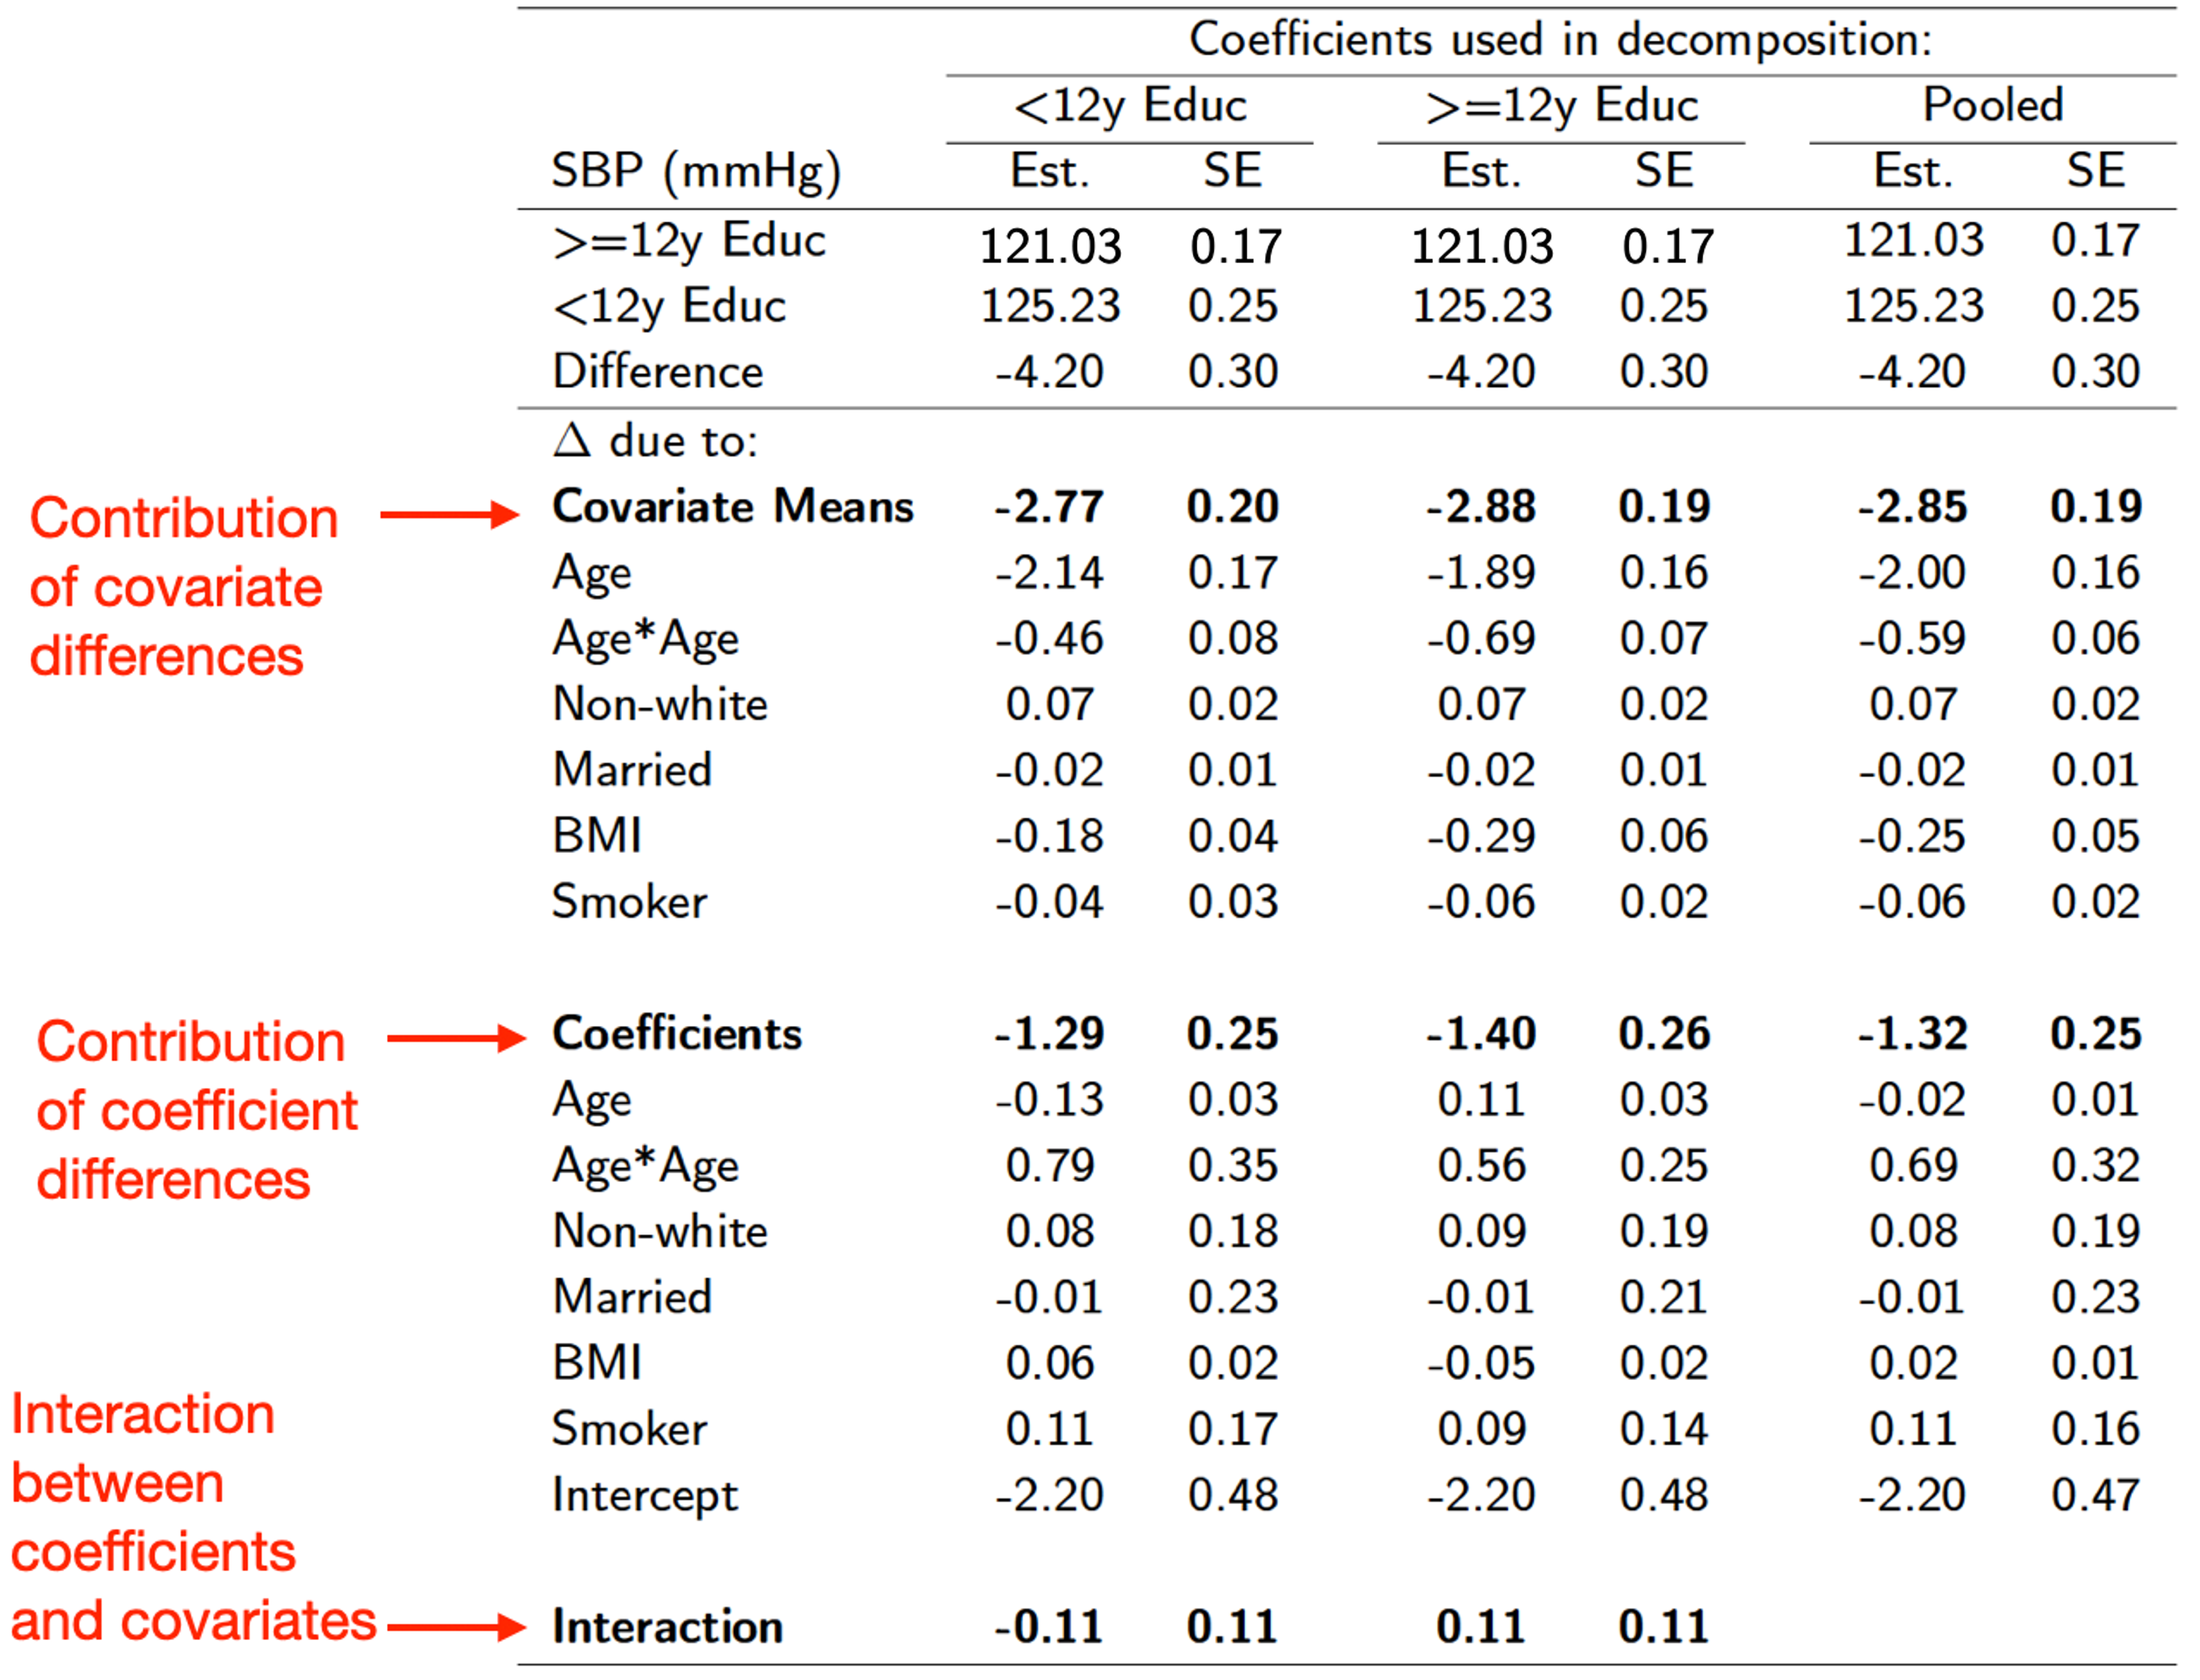 Coefficients used in decomposition:
<12y Educ >=12y Educ Pooled
SBP (mmHg) Est. SE Est. SE Est. SE
>=12y Educ 121.03 0.17 121.03 0.17 121.03 0.17
<12y Educ 125.23 0.25 125.23 0.25 125.23 0.25
Difference -4.20 0.30 -4.20 0.30 -4.20 0.30
Δ due to:
Contribution
of covariate
differences
Covariate Means -2.77 0.20 -2.88 0.19 -2.85 0.19
Age -2.14 0.17 -1.89 0.16 -2.00 0.16
Age*Age -0.46 0.08 -0.69 0.07 -0.59 0.06
Non-white 0.07 0.02 0.07 0.02 0.07 0.02
Married -0.02 0.01 -0.02 0.01 -0.02 0.01
BMI -0.18 0.04 -0.29 0.06 -0.25 0.05
Smoker -0.04 0.03 -0.06 0.02 -0.06 0.02
Contribution
of coefficient
differences
Coefficients -1.29 0.25 -1.40 0.26 -1.32 0.25
Age -0.13 0.03 0.11 0.03 -0.02 0.01
Age*Age 0.79 0.35 0.56 0.25 0.69 0.32
Non-white 0.08 0.18 0.09 0.19 0.08 0.19
Married -0.01 0.23 -0.01 0.21 -0.01 0.23
BMI 0.06 0.02 -0.05 0.02 0.02 0.01
Smoker 0.11 0.17 0.09 0.14 0.11 0.16
Intercept -2.20 0.48 -2.20 0.48 -2.20 0.47
Interaction
between
coefficients
and covariates
Interaction -0.11 0.11 0.11 0.11